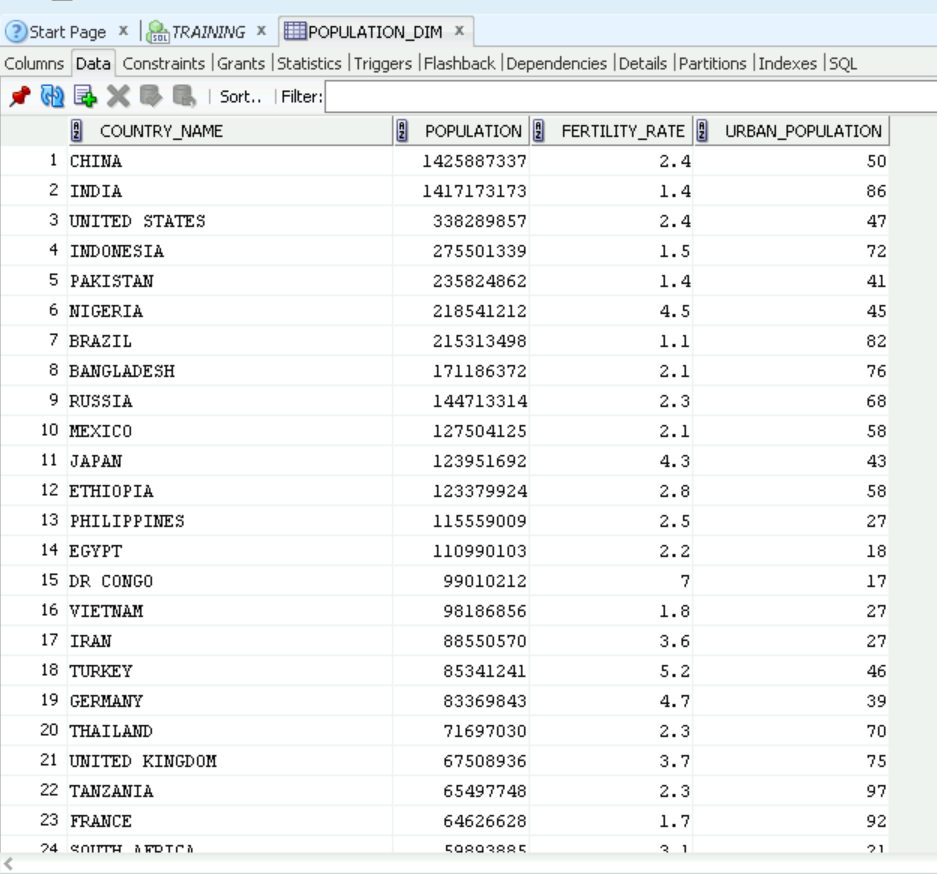 Start Page x TRAINING x POPULATION_DIM x
Columns Data Constraints |Grants |Statistics |Triggers |Flashback |Dependencies |Details |Partitions |Indexes |SQL
Sort.. Filter:
COUNTRY_NAME POPULATION FERTILITY_RATE URBAN_POPULATION
1 CHINA 1425887337 2.4 50
2 INDIA 1417173173 1.4 86
3 UNITED STATES 338289857 2.4 47
4 INDONESIA 275501339 1.5 72
5 PAKISTAN 235824862 1.4 41
6 NIGERIA 218541212 4.5 45
7 BRAZIL 215313498 1.1 82
8 BANGLADESH 171186372 2.1 76
9 RUSSIA 144713314 2.3 68
10 MEXICO 127504125 2.1 58
11 JAPAN 123951692 4.3 43
12 ETHIOPIA 123379924 2.8 58
13 PHILIPPINES 115559009 2.5 27
14 EGYPT 110990103 2.2 18
15 DR CONGO 99010212 7 17
16 VIETNAM 98186856 1.8 27
17 IRAN 88550570 3.6 27
18 TURKEY 85341241 5.2 46
19 GERMANY 83369843 4.7 39
20 THAILAND 71697030 2.3 70
21 UNITED KINGDOM 67508936 3.7 75
22 TANZANIA 65497748 2.3 97
23 FRANCE 64626628 1.7 92
24 SOUTH AFRICA 59893885 3.1 21